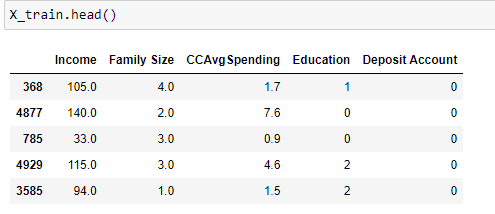 X_train.head()
Income Family Size CCAvgSpending Education Deposit Account
368 105.0 4.0 1.7 1 0
4877 140.0 2.0 7.6 0 0
785 33.0 3.0 0.9 0 0
4929 115.0 3.0 4.6 2 0
3585 94.0 1.0 1.5 2 0